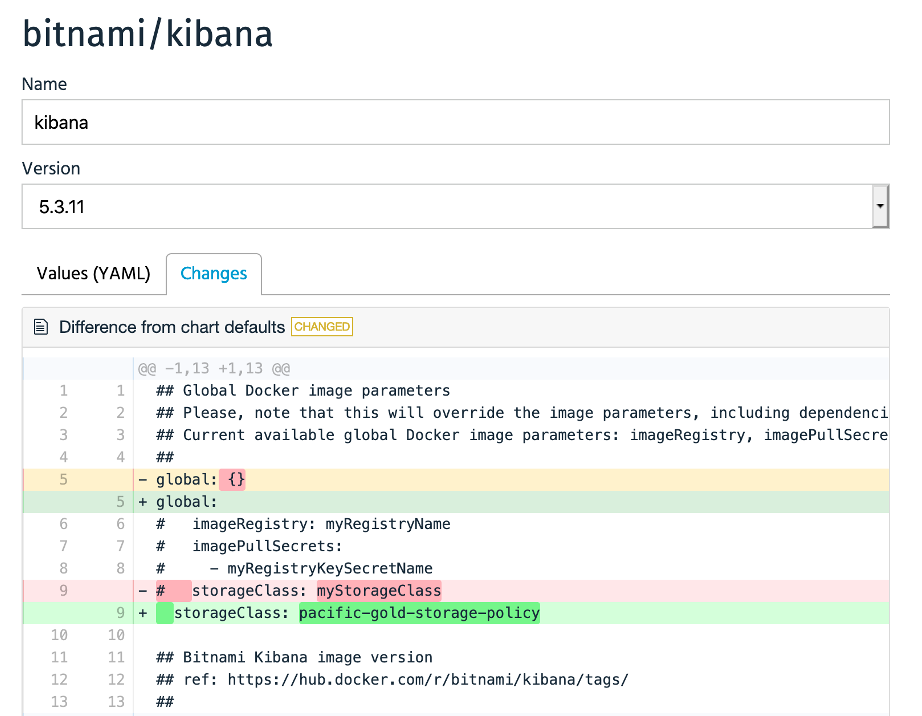 bitnami/kibana
Name
kibana
Version
5.3.11
Values (YAML) Changes
Difference from chart defaults CHANGED
@@ -1,13 +1,13 @@
1 1 ## Global Docker image parameters
2 2 ## Please, note that this will override the image parameters, including dependenci
3 3 ## Current available global Docker image parameters: imageRegistry, imagePullSecre
4 4 ##
5 - global: {}
5 + global:
6 6 #   imageRegistry: myRegistryName
7 7 #   imagePullSecrets:
8 8 #     - myRegistryKeySecretName
9 - #   storageClass: myStorageClass
9 +   storageClass: pacific-gold-storage-policy
10 10
11 11 ## Bitnami Kibana image version
12 12 ## ref: https://hub.docker.com/r/bitnami/kibana/tags/
13 13 ##